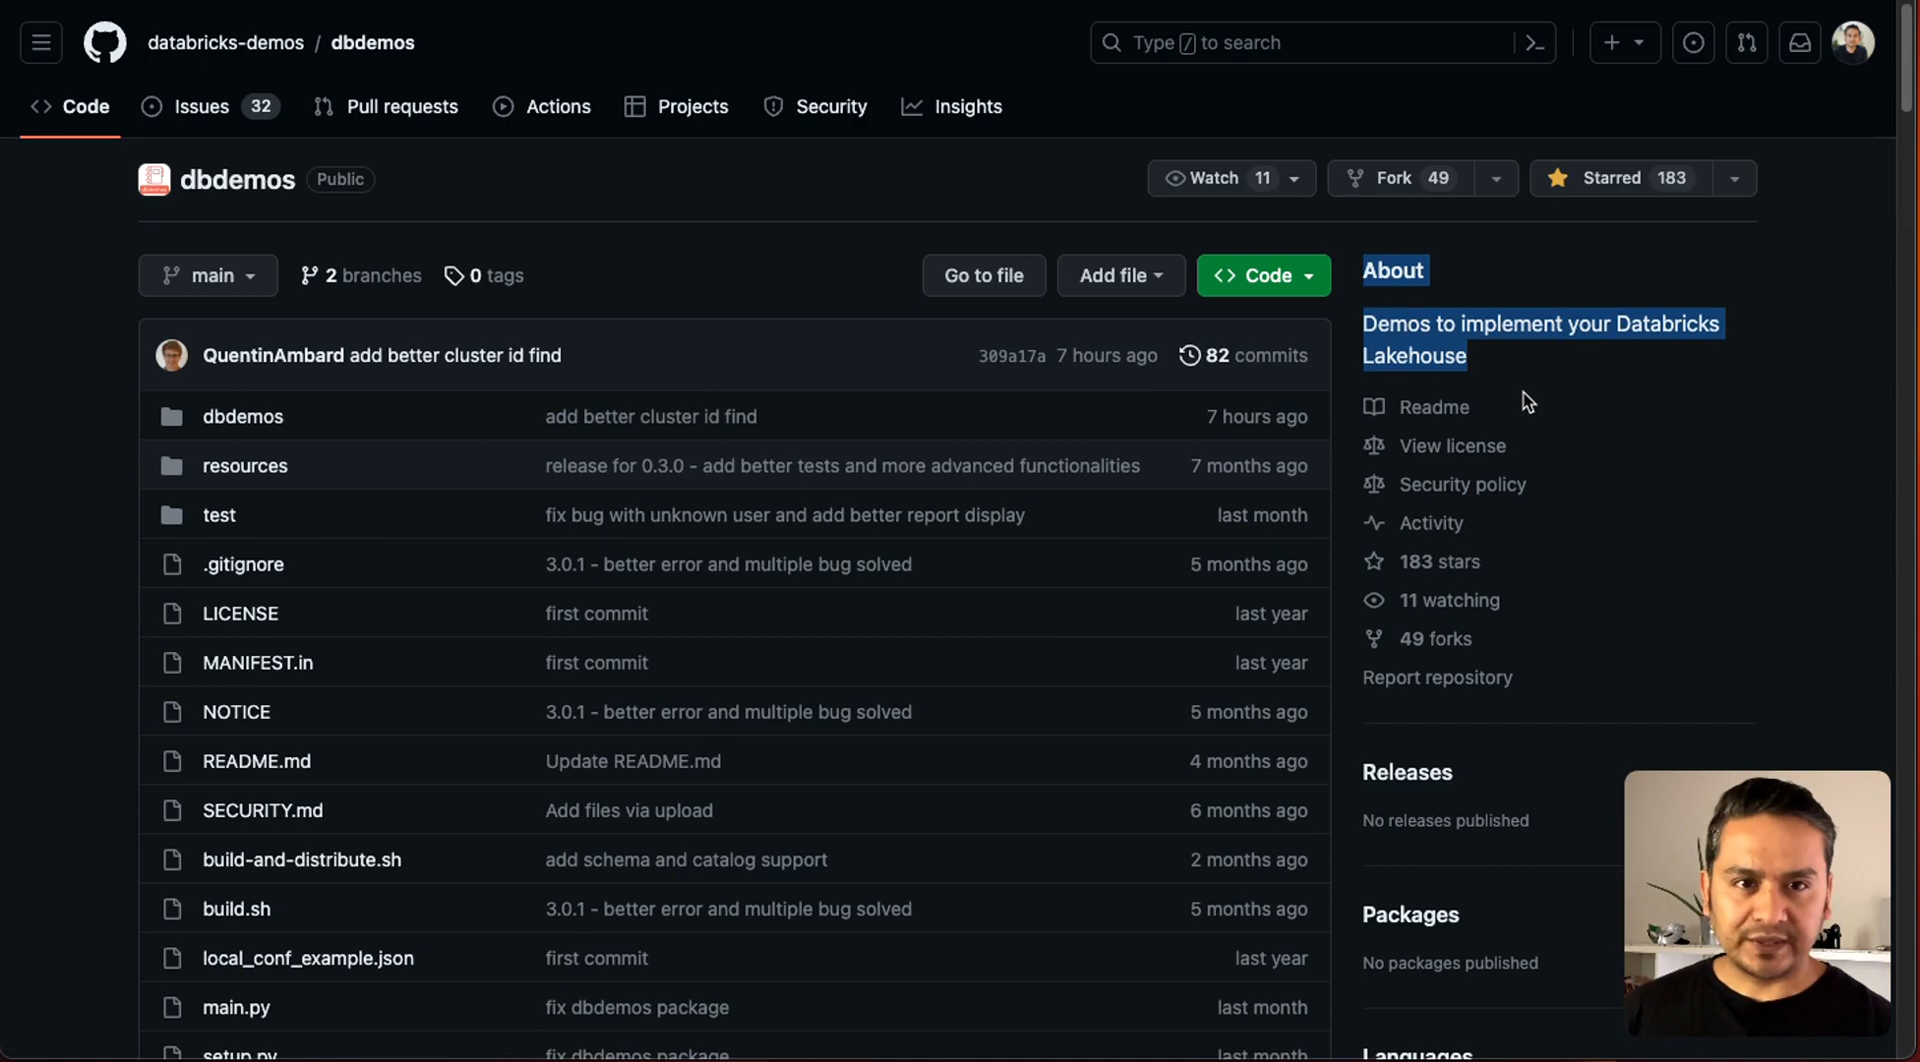 databricks-demos / dbdemos
Type / to search
Code
Issues 32
Pull requests
Actions
Projects
Security
Insights
dbdemos Public
Watch 11
Fork 49
Starred 183
main
2 branches
0 tags
Go to file
Add file
Code
QuentinAmbard add better cluster id find 309a17a 7 hours ago 82 commits
dbdemos add better cluster id find 7 hours ago
resources release for 0.3.0 - add better tests and more advanced functionalities 7 months ago
test fix bug with unknown user and add better report display last month
.gitignore 3.0.1 - better error and multiple bug solved 5 months ago
LICENSE first commit last year
MANIFEST.in first commit last year
NOTICE 3.0.1 - better error and multiple bug solved 5 months ago
README.md Update README.md 4 months ago
SECURITY.md Add files via upload 6 months ago
build-and-distribute.sh add schema and catalog support 2 months ago
build.sh 3.0.1 - better error and multiple bug solved 5 months ago
local_conf_example.json first commit last year
main.py fix dbdemos package last month
setup.py fix dbdemos package last month
About
Demos to implement your Databricks
Lakehouse
Readme
View license
Security policy
Activity
183 stars
11 watching
49 forks
Report repository
Releases
No releases published
Packages
No packages published
Languages